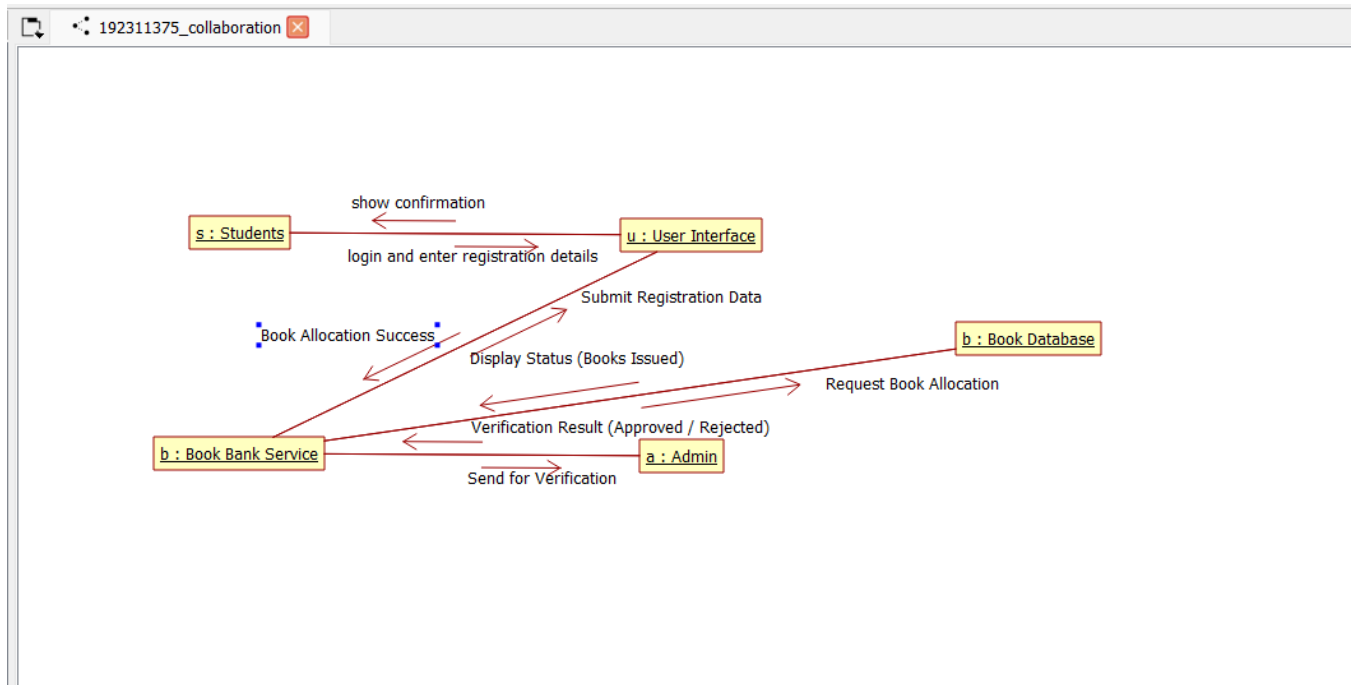 192311375_collaboration
show confirmation
s : Students
u : User Interface
login and enter registration details
Submit Registration Data
Book Allocation Success
b : Book Database
Display Status (Books Issued)
Request Book Allocation
Verification Result (Approved / Rejected)
b : Book Bank Service
a : Admin
Send for Verification